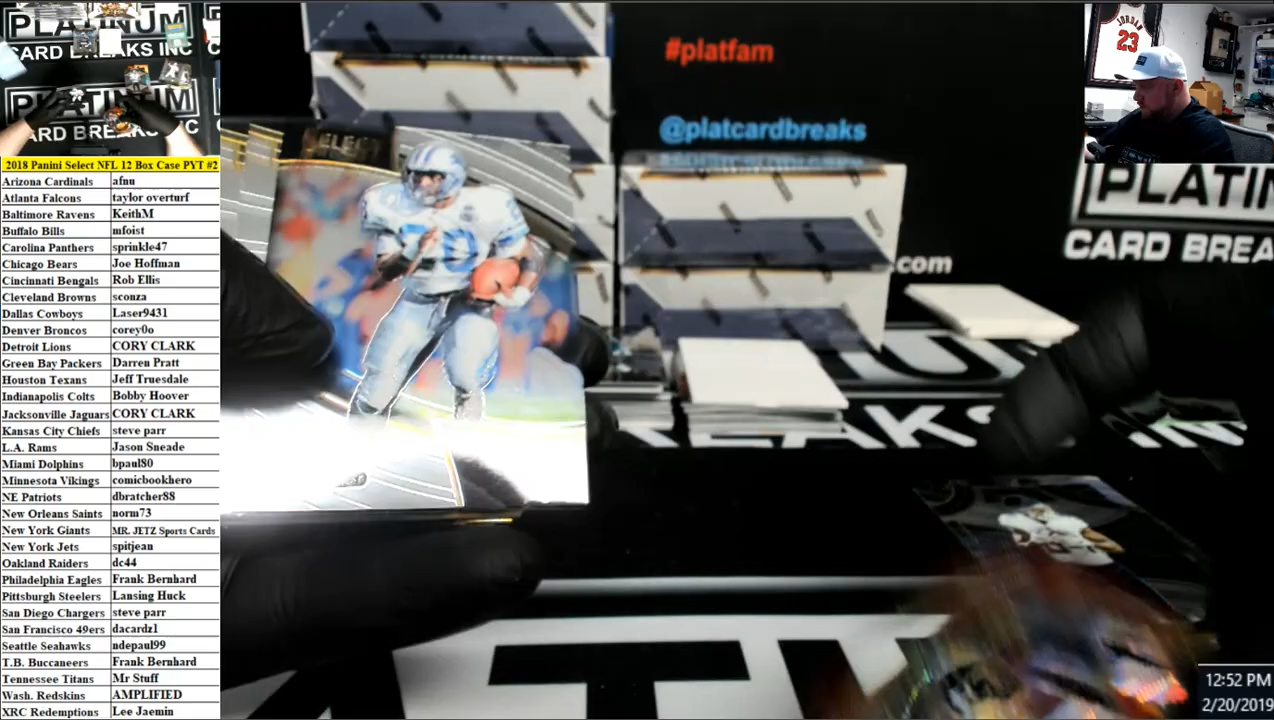 PLATINUM
CARD BREAKS INC
PLATINUM
CARD BREAKS INC
2018 Panini Select NFL 12 Box Case PYT #2
Arizona Cardinals afnu
Atlanta Falcons taylor overturf
Baltimore Ravens KeithM
Buffalo Bills mfoist
Carolina Panthers sprinkle47
Chicago Bears Joe Hoffman
Cincinnati Bengals Rob Ellis
Cleveland Browns sconza
Dallas Cowboys Laser9431
Denver Broncos corey0o
Detroit Lions CORY CLARK
Green Bay Packers Darren Pratt
Houston Texans Jeff Truesdale
Indianapolis Colts Bobby Hoover
Jacksonville Jaguars CORY CLARK
Kansas City Chiefs steve parr
L.A. Rams Jason Sneade
Miami Dolphins bpaul80
Minnesota Vikings comicbookhero
NE Patriots dbratcher88
New Orleans Saints norm73
New York Giants MR. JETZ Sports Cards
New York Jets spitjean
Oakland Raiders dc44
Philadelphia Eagles Frank Bernhard
Pittsburgh Steelers Lansing Huck
San Diego Chargers steve parr
San Francisco 49ers dacardz1
Seattle Seahawks ndepaul99
T.B. Buccaneers Frank Bernhard
Tennessee Titans Mr Stuff
Wash. Redskins AMPLIFIED
XRC Redemptions Lee Jaemin
#platfam
@platcardbreaks
.com
SELECT
20
JORDAN
23
PLATIN
CARD BREA
BREAKS IN
12:52 PM
2/20/2019